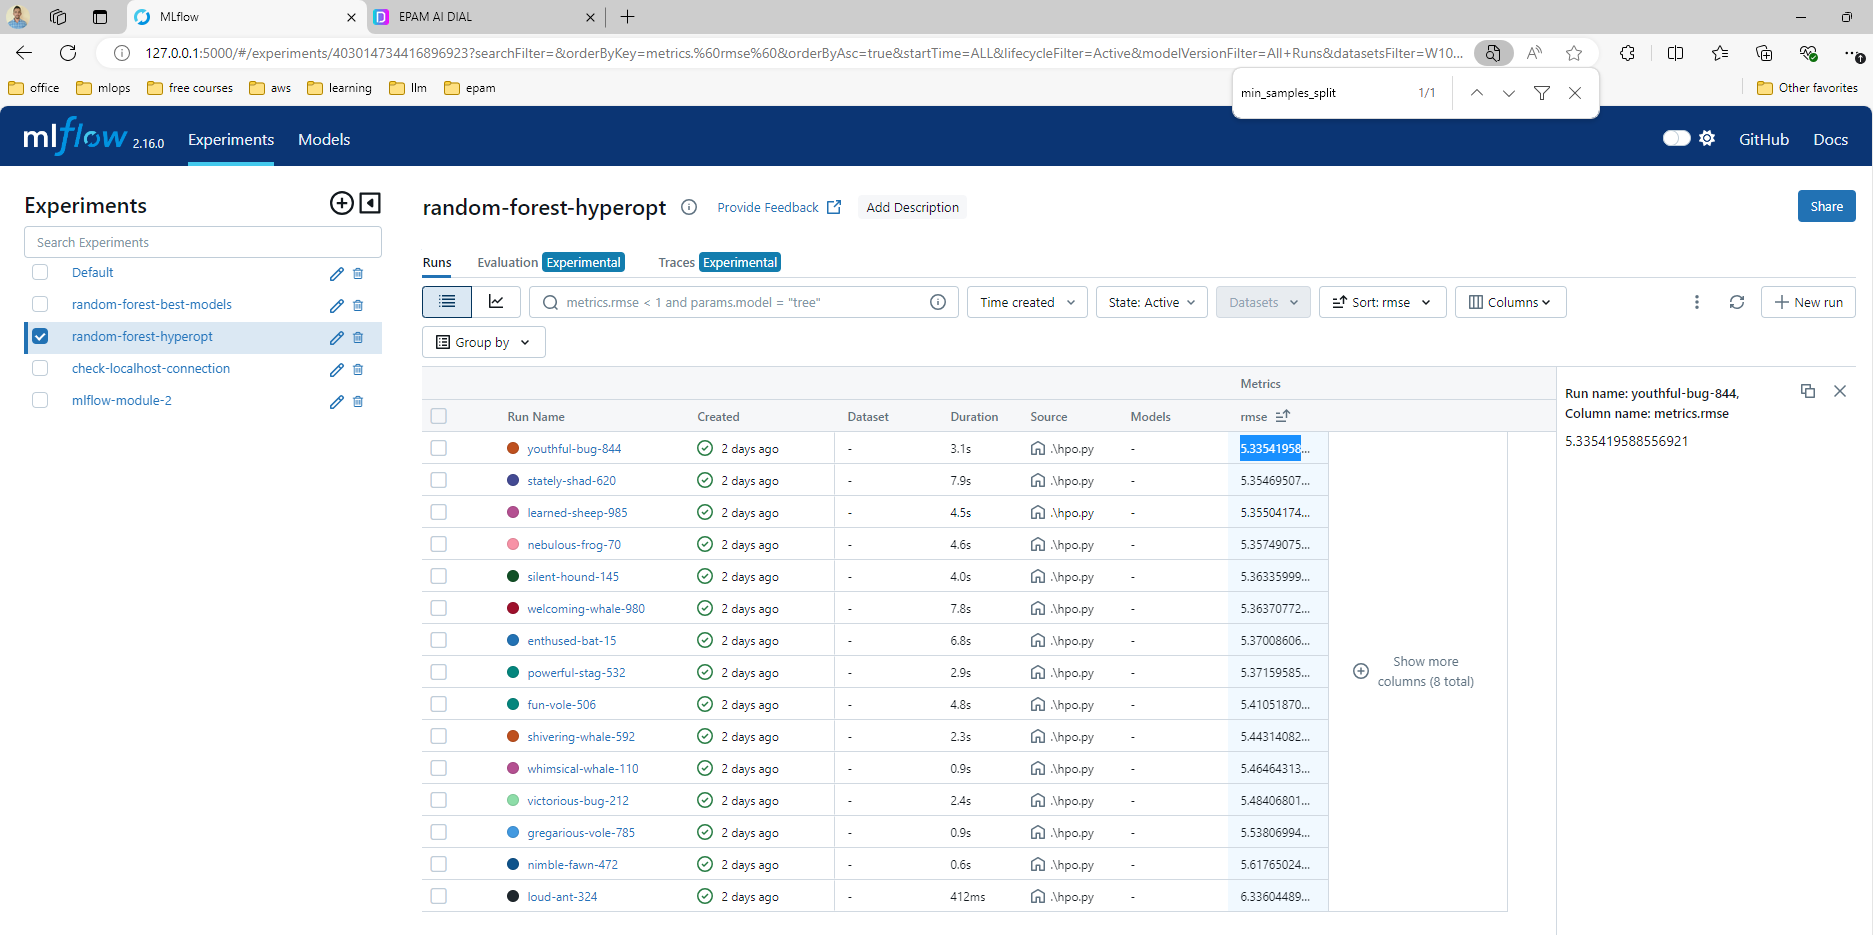 MLflow
EPAM AI DIAL
127.0.0.1:5000/#/experiments/403014734416896923?searchFilter=&orderByKey=metrics.%60rmse%60&orderByAsc=true&startTime=ALL&lifecycleFilter=Active&modelVersionFilter=All+Runs&datasetsFilter=W10...
office mlops free courses aws learning llm epam Other favorites
min_samples_split 1/1
mlflow 2.16.0 Experiments Models GitHub Docs
Experiments
Search Experiments
Default
random-forest-best-models
random-forest-hyperopt
check-localhost-connection
mlflow-module-2
random-forest-hyperopt Provide Feedback Add Description Share
Runs Evaluation Experimental Traces Experimental
metrics.rmse < 1 and params.model = "tree" Time created State: Active Datasets Sort: rmse Columns New run
Group by
Metrics
Run Name Created Dataset Duration Source Models rmse
youthful-bug-844 2 days ago - 3.1s .\hpo.py - 5.33541958...
stately-shad-620 2 days ago - 7.9s .\hpo.py - 5.35469507...
learned-sheep-985 2 days ago - 4.5s .\hpo.py - 5.35504174...
nebulous-frog-70 2 days ago - 4.6s .\hpo.py - 5.35749075...
silent-hound-145 2 days ago - 4.0s .\hpo.py - 5.36335999...
welcoming-whale-980 2 days ago - 7.8s .\hpo.py - 5.36370772...
enthused-bat-15 2 days ago - 6.8s .\hpo.py - 5.37008606...
powerful-stag-532 2 days ago - 2.9s .\hpo.py - 5.37159585...
fun-vole-506 2 days ago - 4.8s .\hpo.py - 5.41051870...
shivering-whale-592 2 days ago - 2.3s .\hpo.py - 5.44314082...
whimsical-whale-110 2 days ago - 0.9s .\hpo.py - 5.46464313...
victorious-bug-212 2 days ago - 2.4s .\hpo.py - 5.48406801...
gregarious-vole-785 2 days ago - 0.9s .\hpo.py - 5.53806994...
nimble-fawn-472 2 days ago - 0.6s .\hpo.py - 5.61765024...
loud-ant-324 2 days ago - 412ms .\hpo.py - 6.33604489...
Show more
columns (8 total)
Run name: youthful-bug-844,
Column name: metrics.rmse
5.335419588556921